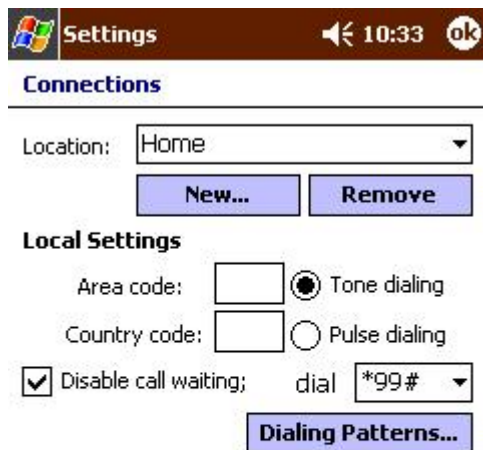 Settings 10:33 ok
Connections
Location: Home
New... Remove
Local Settings
Area code: Tone dialing
Country code: Pulse dialing
Disable call waiting; dial *99#
Dialing Patterns...